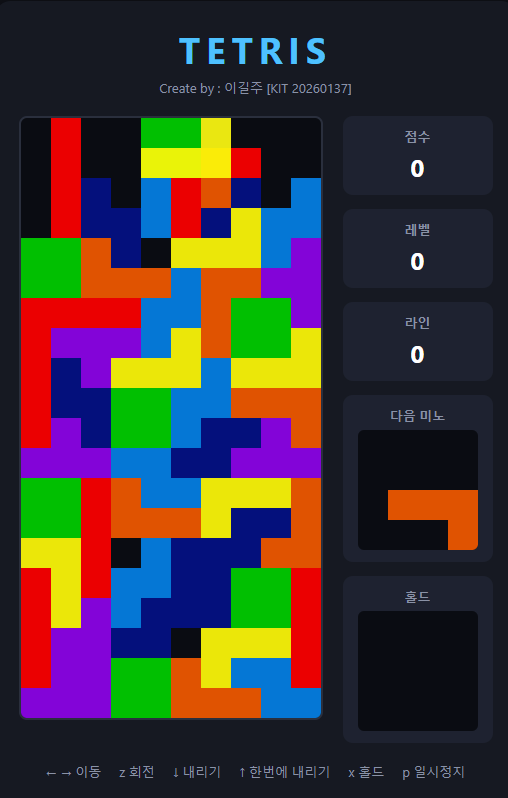 TETRIS
Create by : 이길주 [KIT 20260137]
점수
0
레벨
0
라인
0
다음 미노
홀드
← → 이동 z 회전 ↓ 내리기 ↑ 한번에 내리기 x 홀드 p 일시정지